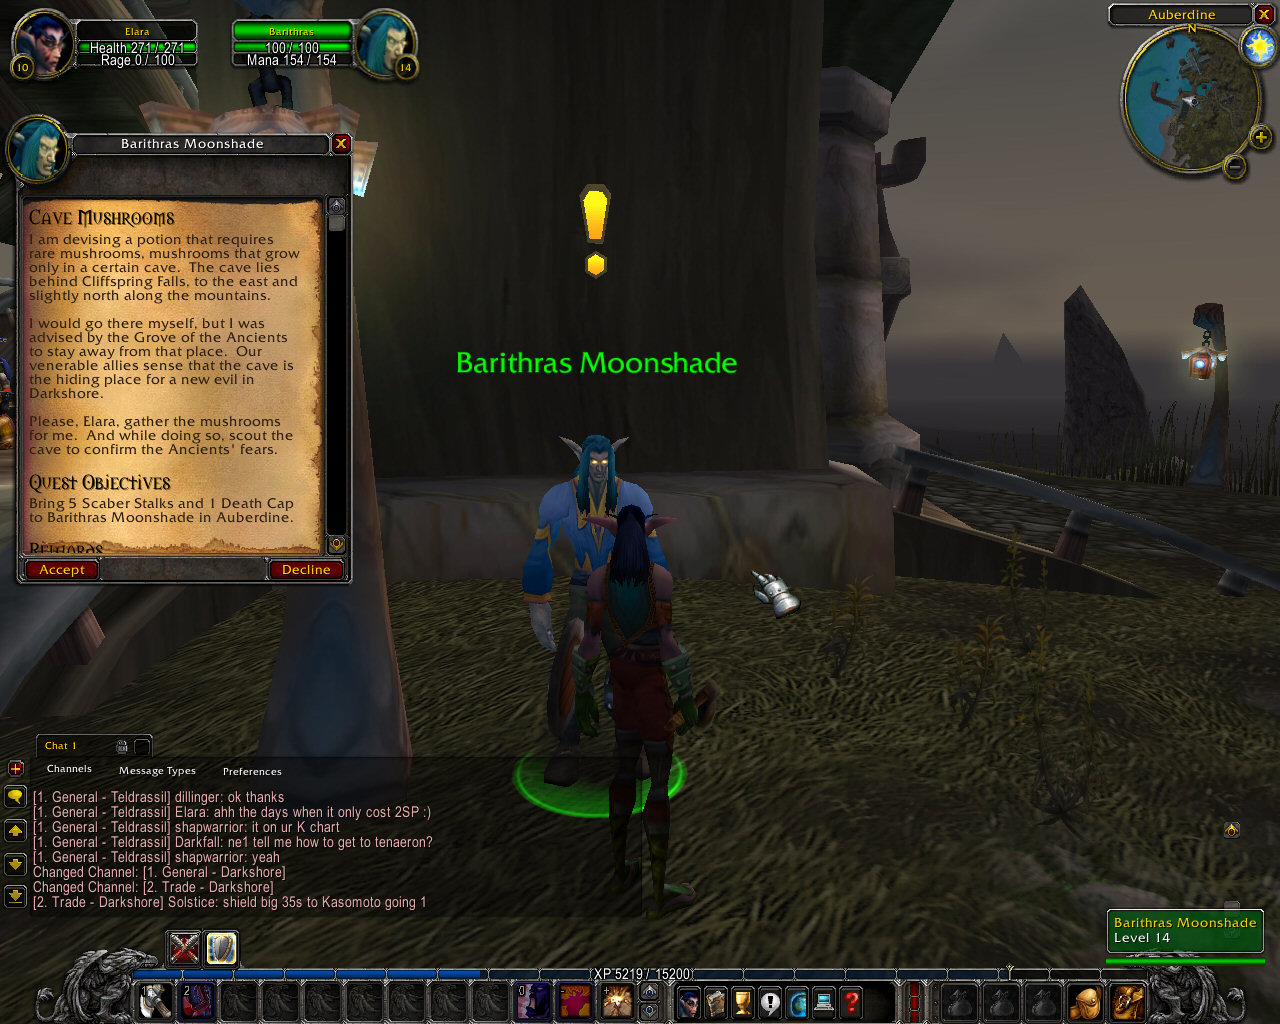 Elara
Health 271 / 271
Rage 0 / 100
10
Barithras
100 / 100
Mana 154 / 154
14
Auberdine
N
Barithras Moonshade
X
Cave Mushrooms
I am devising a potion that requires
rare mushrooms, mushrooms that grow
only in a certain cave. The cave lies
behind Cliffspring Falls, to the east and
slightly north along the mountains.
I would go there myself, but I was
advised by the Grove of the Ancients
to stay away from that place. Our
venerable allies sense that the cave is
the hiding place for a new evil in
Darkshore.
Please, Elara, gather the mushrooms
for me. And while doing so, scout the
cave to confirm the Ancients' fears.
Quest Objectives
Bring 5 Scaber Stalks and 1 Death Cap
to Barithras Moonshade in Auberdine.
Rewards
Accept
Decline
Barithras Moonshade
Chat 1
Channels
Message Types
Preferences
[1. General - Teldrassil] dillinger: ok thanks
[1. General - Teldrassil] Elara: ahh the days when it only cost 2SP :)
[1. General - Teldrassil] shapwarrior: it on ur K chart
[1. General - Teldrassil] Darkfall: ne1 tell me how to get to tenaeron?
[1. General - Teldrassil] shapwarrior: yeah
Changed Channel: [1. General - Darkshore]
Changed Channel: [2. Trade - Darkshore]
[2. Trade - Darkshore] Solstice: shield big 35s to Kasomoto going 1
Barithras Moonshade
Level 14
XP 5219 / 15200
2
0
-
+